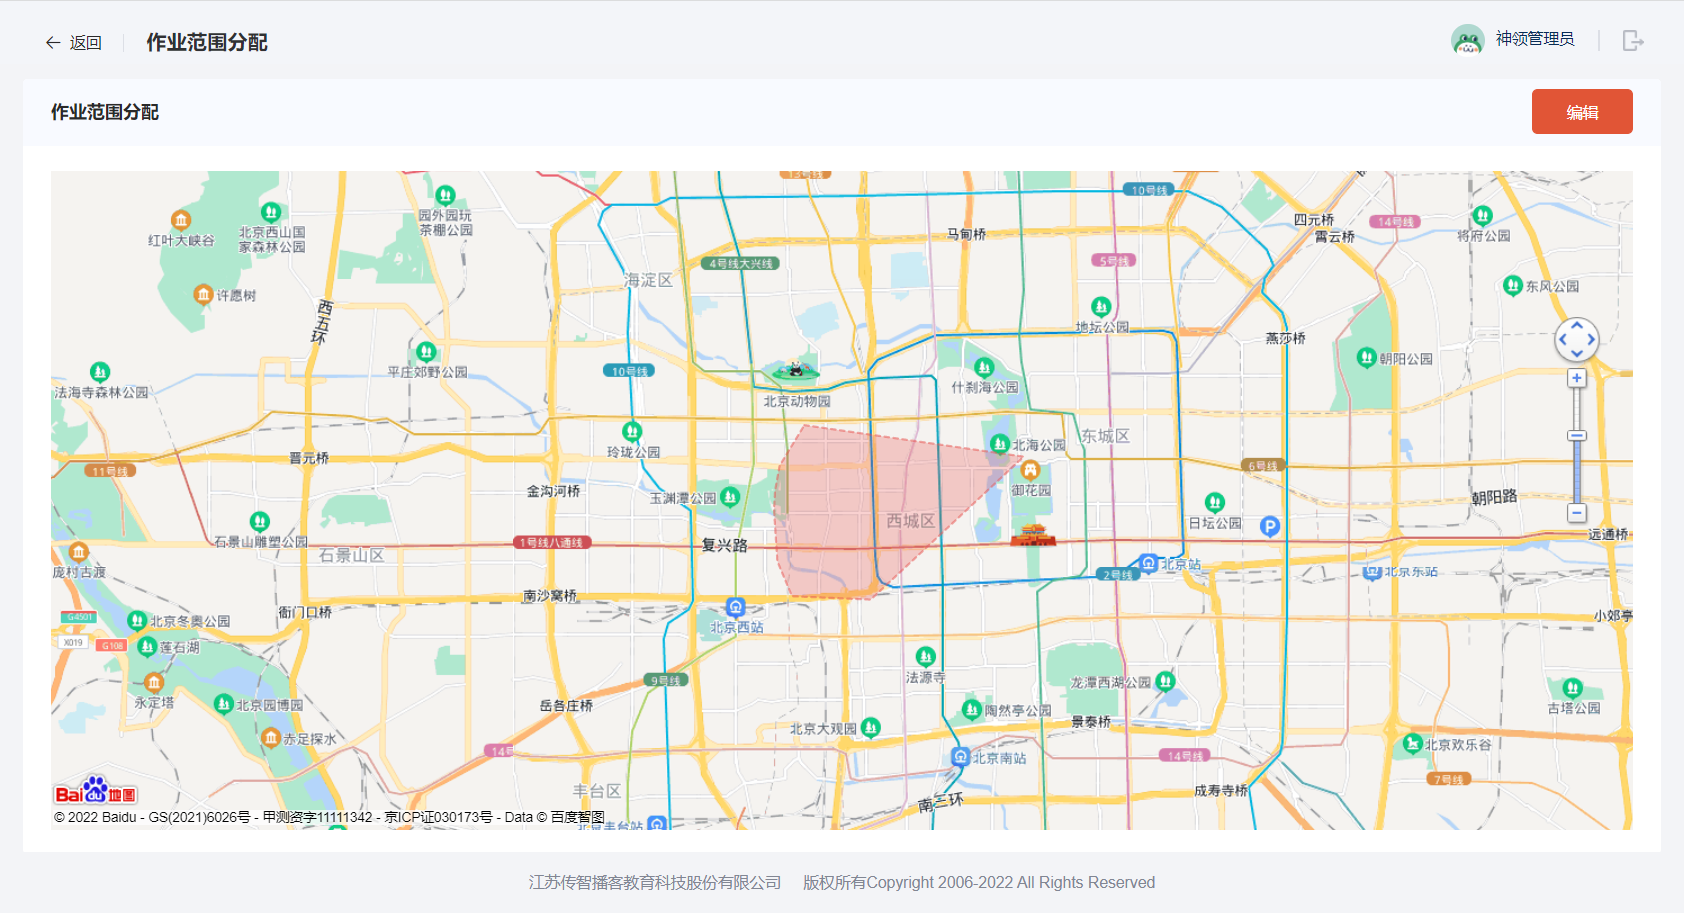 返回
作业范围分配
神领管理员
作业范围分配
编辑
13号线
10号线
园外园玩
茶棚公园
红叶大峡谷
北京西山国
家森林公园
四元桥
14号线
将府公园
马甸桥
霄云桥
4号线大兴线
5号线
海淀区
许愿树
东风公园
西五环
地坛公园
燕莎桥
平庄郊野公园
10号线
朝阳公园
法海寺森林公园
什刹海公园
北京动物园
东城区
北海公园
玲珑公园
晋元桥
11号线
6号线
金沟河桥
玉渊潭公园
御花园
朝阳路
西城区
日坛公园
P
石景山雕塑公园
1号线八通线
复兴路
远通桥
石景山区
庞村古渡
2号线
北京站
北京东站
南沙窝桥
衙门口桥
G4501
北京冬奥公园
北京西站
小郊亭
X019
G108
莲石湖
法源寺
9号线
龙潭西湖公园
永定塔
北京园博园
岳各庄桥
陶然亭公园
古塔公园
景泰桥
北京大观园
赤足探水
14号
北京南站
14号线
北京欢乐谷
7号线
丰台区
成寿寺桥
南三环
Bai du 地图
© 2022 Baidu - GS(2021)6026号 - 甲测资字11111342 - 京ICP证030173号 - Data © 百度智图
北京丰台站
江苏传智播客教育科技股份有限公司 版权所有Copyright 2006-2022 All Rights Reserved